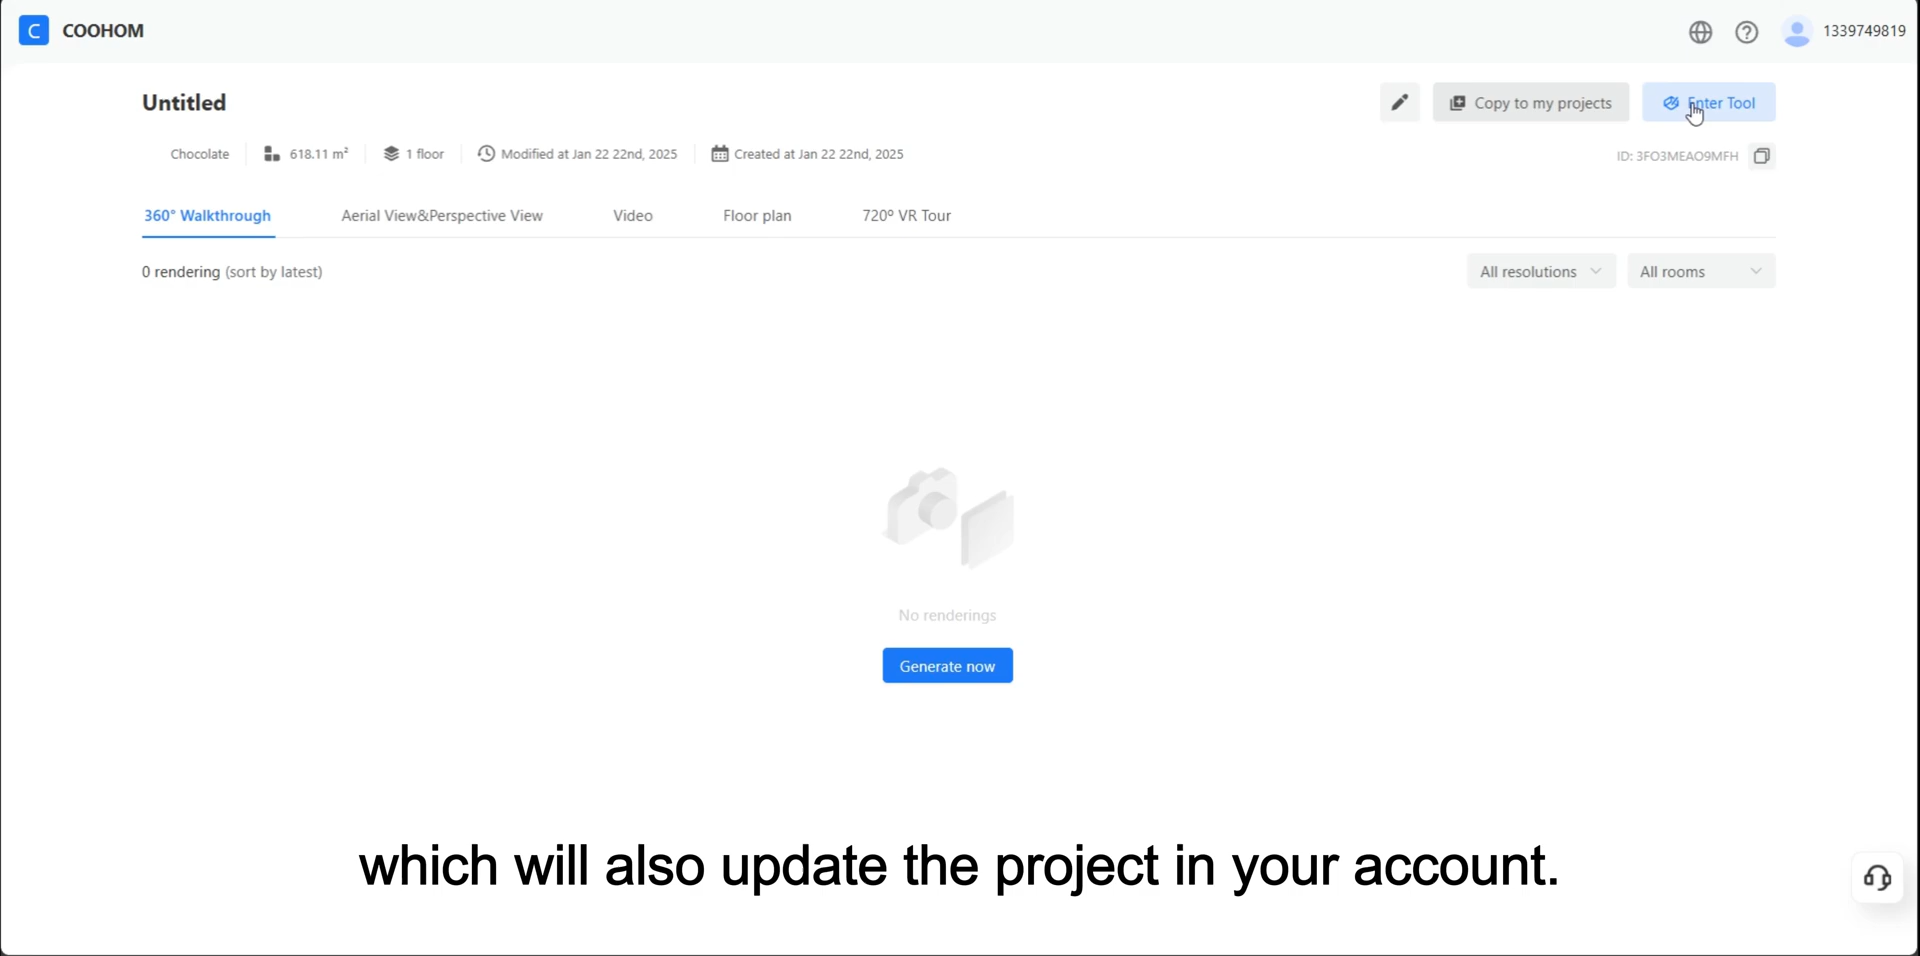 C COOHOM
1339749819
Untitled
Copy to my projects
Enter Tool
Chocolate
618.11 m²
1 floor
Modified at Jan 22 22nd, 2025
Created at Jan 22 22nd, 2025
ID: 3FO3MEAO9MFH
360° Walkthrough
Aerial View&Perspective View
Video
Floor plan
720º VR Tour
0 rendering (sort by latest)
All resolutions
All rooms
No renderings
Generate now
which will also update the project in your account.